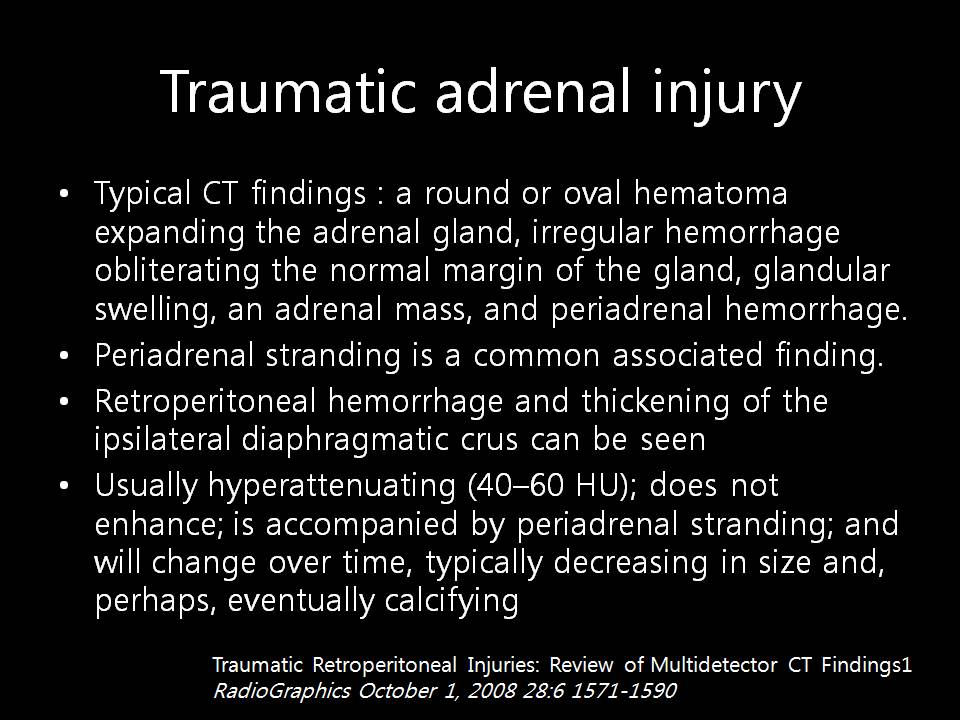 Traumatic adrenal injury
• Typical CT findings : a round or oval hematoma
expanding the adrenal gland, irregular hemorrhage
obliterating the normal margin of the gland, glandular
swelling, an adrenal mass, and periadrenal hemorrhage.
• Periadrenal stranding is a common associated finding.
• Retroperitoneal hemorrhage and thickening of the
ipsilateral diaphragmatic crus can be seen
• Usually hyperattenuating (40–60 HU); does not
enhance; is accompanied by periadrenal stranding; and
will change over time, typically decreasing in size and,
perhaps, eventually calcifying
Traumatic Retroperitoneal Injuries: Review of Multidetector CT Findings1
RadioGraphics October 1, 2008 28:6 1571-1590